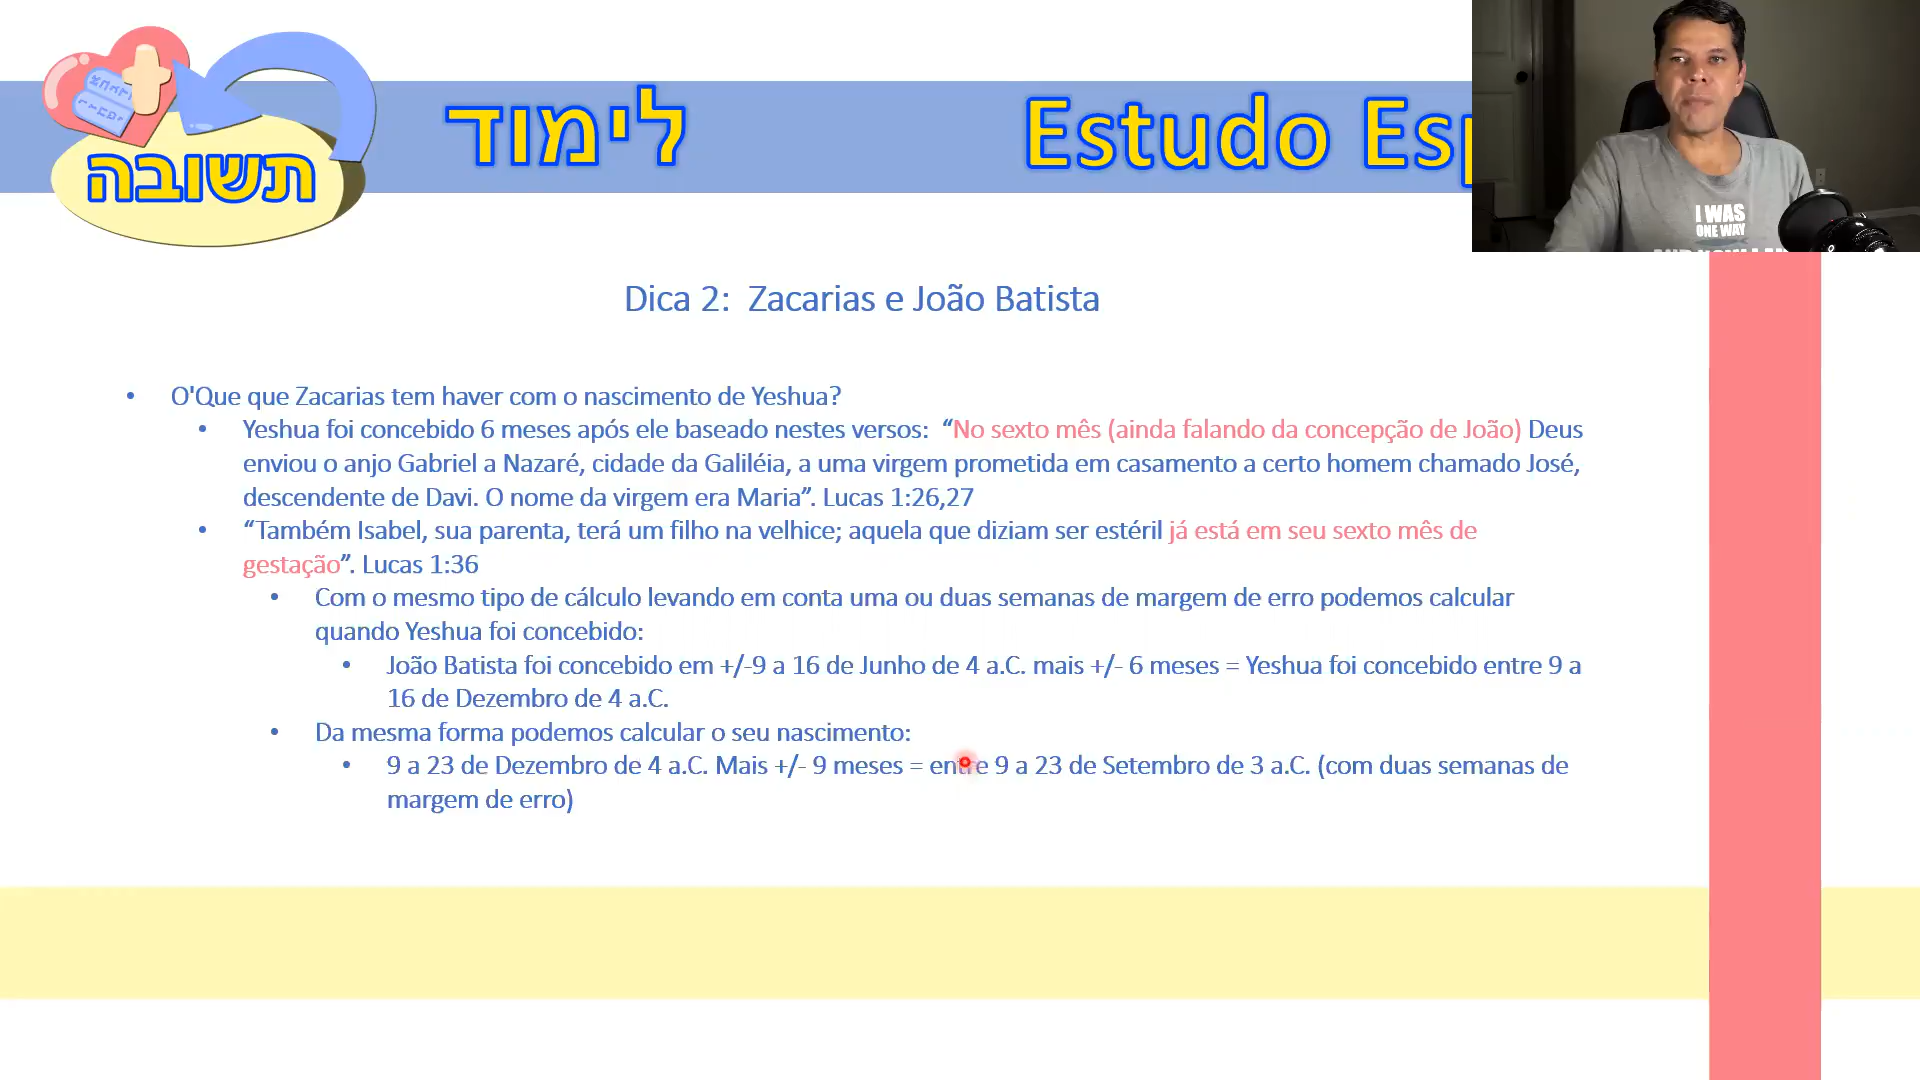 תשובה
לימוד
Estudo Esp
I WAS
ONE WAY
Dica 2: Zacarias e João Batista
• O'Que que Zacarias tem haver com o nascimento de Yeshua?
• Yeshua foi concebido 6 meses após ele baseado nestes versos: “No sexto mês (ainda falando da concepção de João) Deus
enviou o anjo Gabriel a Nazaré, cidade da Galiléia, a uma virgem prometida em casamento a certo homem chamado José,
descendente de Davi. O nome da virgem era Maria”. Lucas 1:26,27
• “Também Isabel, sua parenta, terá um filho na velhice; aquela que diziam ser estéril já está em seu sexto mês de
gestação”. Lucas 1:36
• Com o mesmo tipo de cálculo levando em conta uma ou duas semanas de margem de erro podemos calcular
quando Yeshua foi concebido:
• João Batista foi concebido em +/-9 a 16 de Junho de 4 a.C. mais +/- 6 meses = Yeshua foi concebido entre 9 a
16 de Dezembro de 4 a.C.
• Da mesma forma podemos calcular o seu nascimento:
• 9 a 23 de Dezembro de 4 a.C. Mais +/- 9 meses = entre 9 a 23 de Setembro de 3 a.C. (com duas semanas de
margem de erro)